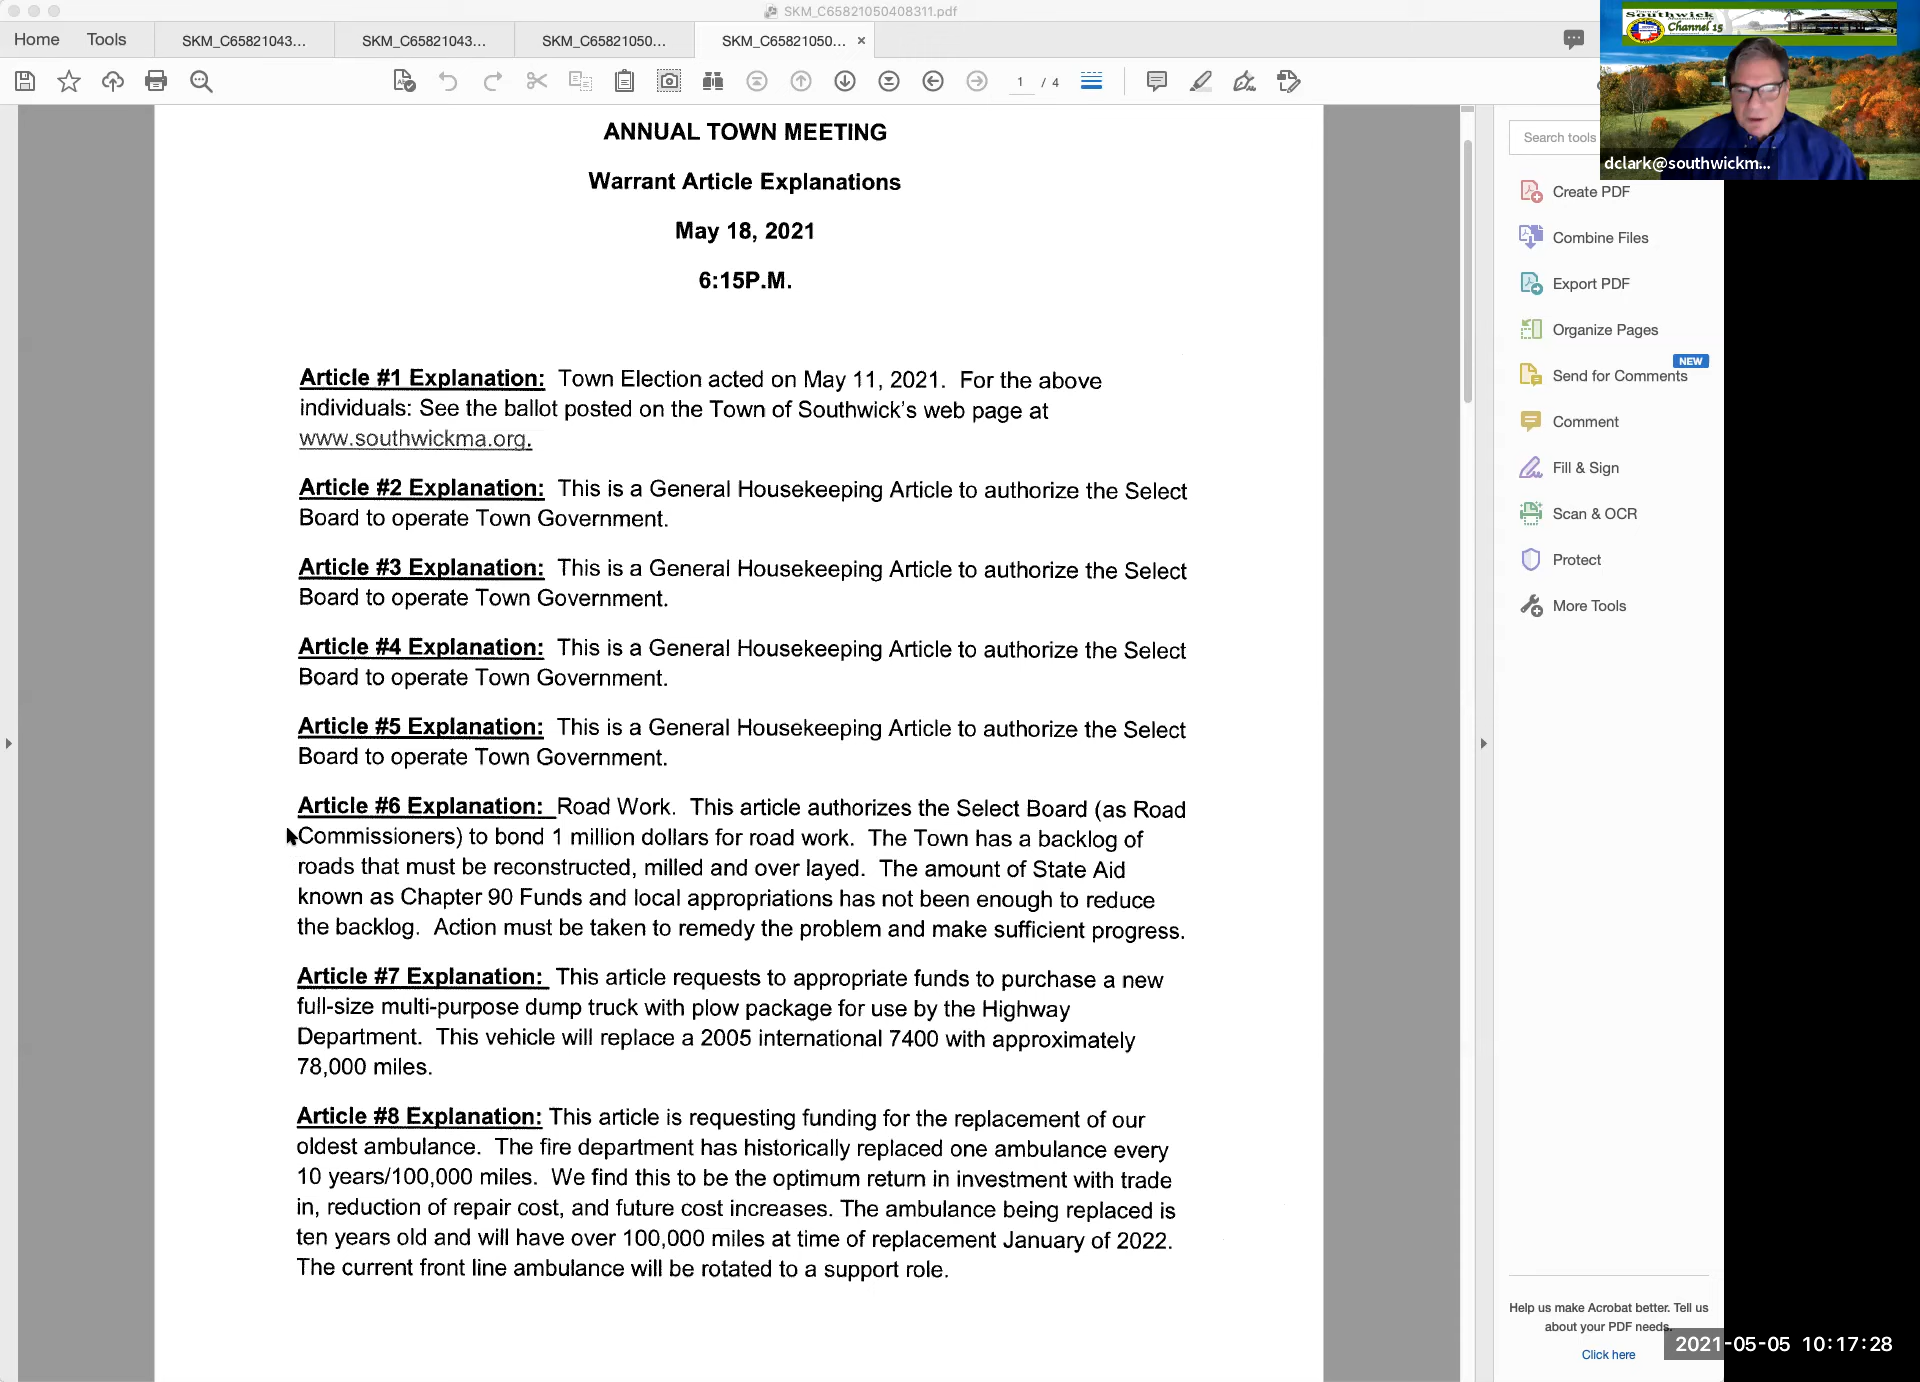 SKM_C65821050408311.pdf
Home
Tools
SKM_C65821043...
SKM_C65821043...
SKM_C65821050...
SKM_C65821050... ×
1 / 4
Southwick
Channel 15
dclark@southwickm...
Search tools
Create PDF
Combine Files
Export PDF
Organize Pages
NEW
Send for Comments
Comment
Fill & Sign
Scan & OCR
Protect
More Tools
ANNUAL TOWN MEETING
Warrant Article Explanations
May 18, 2021
6:15P.M.
Article #1 Explanation: Town Election acted on May 11, 2021. For the above
individuals: See the ballot posted on the Town of Southwick's web page at
www.southwickma.org.
Article #2 Explanation: This is a General Housekeeping Article to authorize the Select
Board to operate Town Government.
Article #3 Explanation: This is a General Housekeeping Article to authorize the Select
Board to operate Town Government.
Article #4 Explanation: This is a General Housekeeping Article to authorize the Select
Board to operate Town Government.
Article #5 Explanation: This is a General Housekeeping Article to authorize the Select
Board to operate Town Government.
Article #6 Explanation: Road Work. This article authorizes the Select Board (as Road
Commissioners) to bond 1 million dollars for road work. The Town has a backlog of
roads that must be reconstructed, milled and over layed. The amount of State Aid
known as Chapter 90 Funds and local appropriations has not been enough to reduce
the backlog. Action must be taken to remedy the problem and make sufficient progress.
Article #7 Explanation: This article requests to appropriate funds to purchase a new
full-size multi-purpose dump truck with plow package for use by the Highway
Department. This vehicle will replace a 2005 international 7400 with approximately
78,000 miles.
Article #8 Explanation: This article is requesting funding for the replacement of our
oldest ambulance. The fire department has historically replaced one ambulance every
10 years/100,000 miles. We find this to be the optimum return in investment with trade
in, reduction of repair cost, and future cost increases. The ambulance being replaced is
ten years old and will have over 100,000 miles at time of replacement January of 2022.
The current front line ambulance will be rotated to a support role.
Help us make Acrobat better. Tell us
about your PDF needs.
Click here
2021-05-05 10:17:28